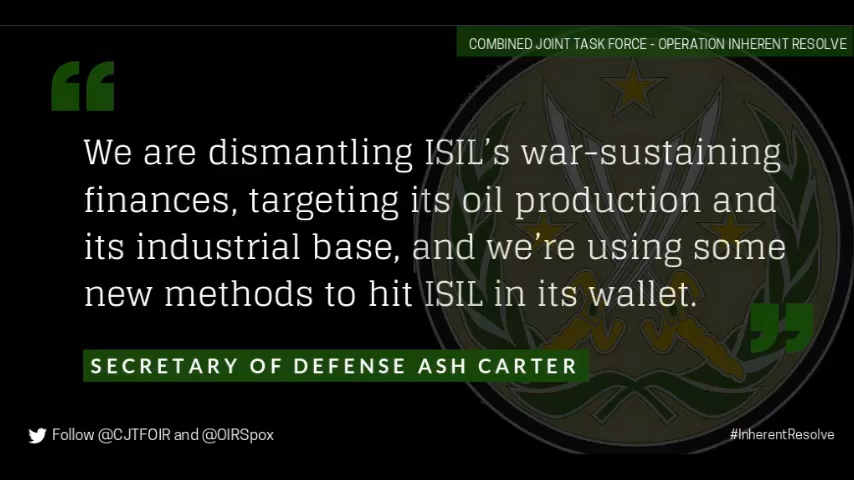 COMBINED JOINT TASK FORCE - OPERATION INHERENT RESOLVE
“
We are dismantling ISIL’s war-sustaining
finances, targeting its oil production and
its industrial base, and we’re using some
new methods to hit ISIL in its wallet.
”
SECRETARY OF DEFENSE ASH CARTER
Follow @CJTFOIR and @OIRSpox
#InherentResolve